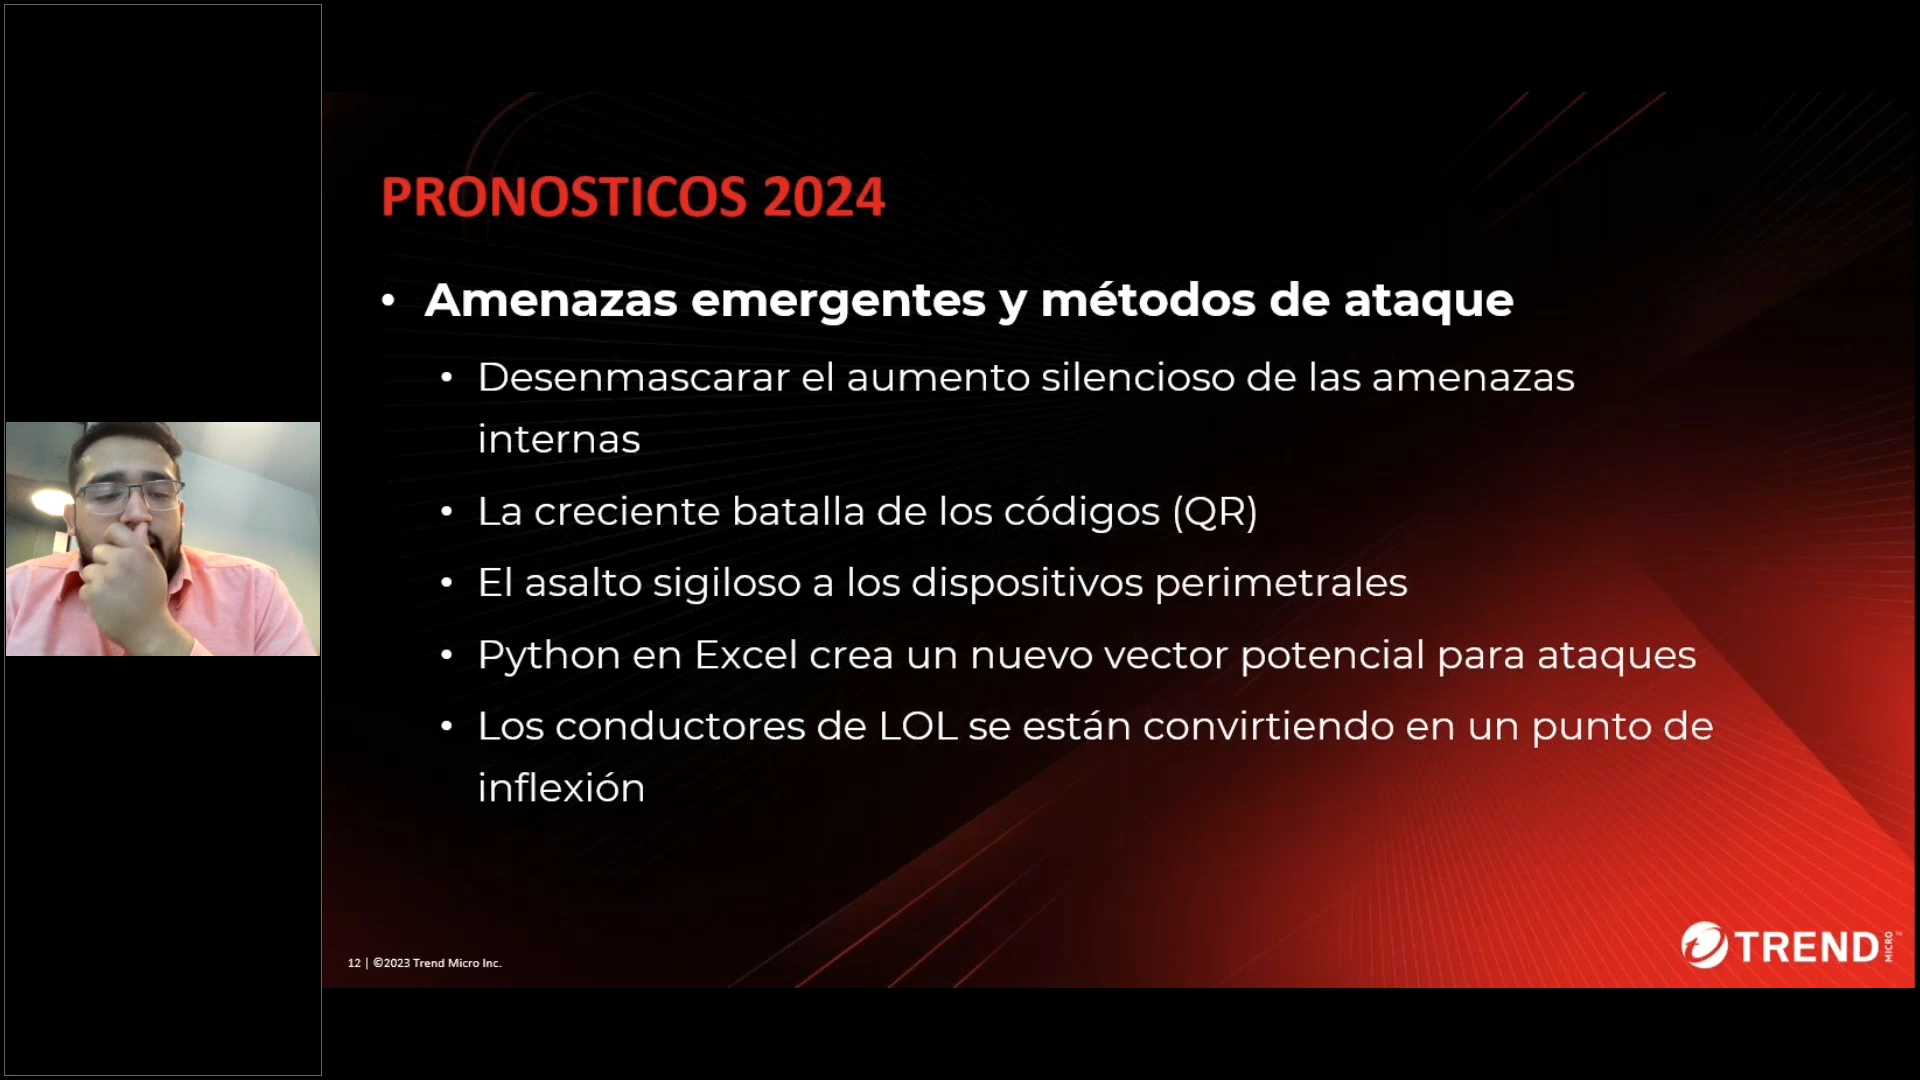 PRONOSTICOS 2024
• Amenazas emergentes y métodos de ataque
• Desenmascarar el aumento silencioso de las amenazas
internas
• La creciente batalla de los códigos (QR)
• El asalto sigiloso a los dispositivos perimetrales
• Python en Excel crea un nuevo vector potencial para ataques
• Los conductores de LOL se están convirtiendo en un punto de
inflexión
12 | ©2023 Trend Micro Inc.
TREND MICRO™